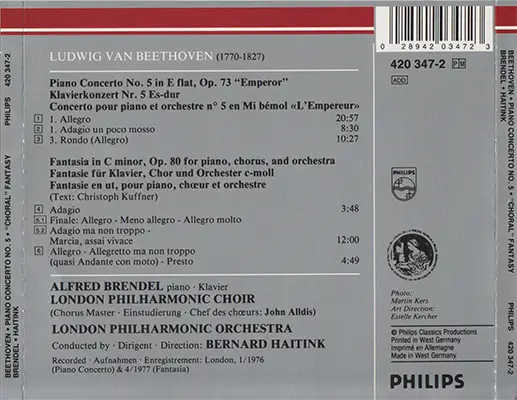 BEETHOVEN • PIANO CONCERTO NO. 5 • "CHORAL" FANTASY
BRENDEL • HAITINK
PHILIPS
420 347-2
LUDWIG VAN BEETHOVEN (1770-1827)
Piano Concerto No. 5 in E flat, Op. 73 "Emperor"
Klavierkonzert Nr. 5 Es-dur
Concerto pour piano et orchestre n° 5 en Mi bémol «L'Empereur»
1 1. Allegro 20:57
2 1. Adagio un poco mosso 8:30
3 3. Rondo (Allegro) 10:27
Fantasia in C minor, Op. 80 for piano, chorus, and orchestra
Fantasie für Klavier, Chor und Orchester c-moll
Fantasie en ut, pour piano, chœur et orchestre
(Text: Christoph Kuffner)
4 Adagio 3:48
5.1 Finale: Allegro - Meno allegro - Allegro molto
5.2 Adagio ma non troppo -
Marcia, assai vivace 12:00
6 Allegro - Allegretto ma non troppo
(quasi Andante con moto) - Presto 4:49
ALFRED BRENDEL piano · Klavier
LONDON PHILHARMONIC CHOIR
(Chorus Master · Einstudierung · Chef des chœurs: John Alldis)
LONDON PHILHARMONIC ORCHESTRA
Conducted by · Dirigent · Direction: BERNARD HAITINK
Recorded · Aufnahmen · Enregistrement: London, 1/1976
(Piano Concerto) & 4/1977 (Fantasia)
0 28942 03472 3
420 347-2 PM
ADD
PHILIPS
Photo:
Martin Kers
Art Direction:
Estelle Kercher
℗ Philips Classics Productions
Printed in West Germany
Imprimé en Allemagne
Made in West Germany
PHILIPS
BEETHOVEN • PIANO CONCERTO NO. 5 • "CHORAL" FANTASY
BRENDEL • HAITINK
PHILIPS
420 347-2